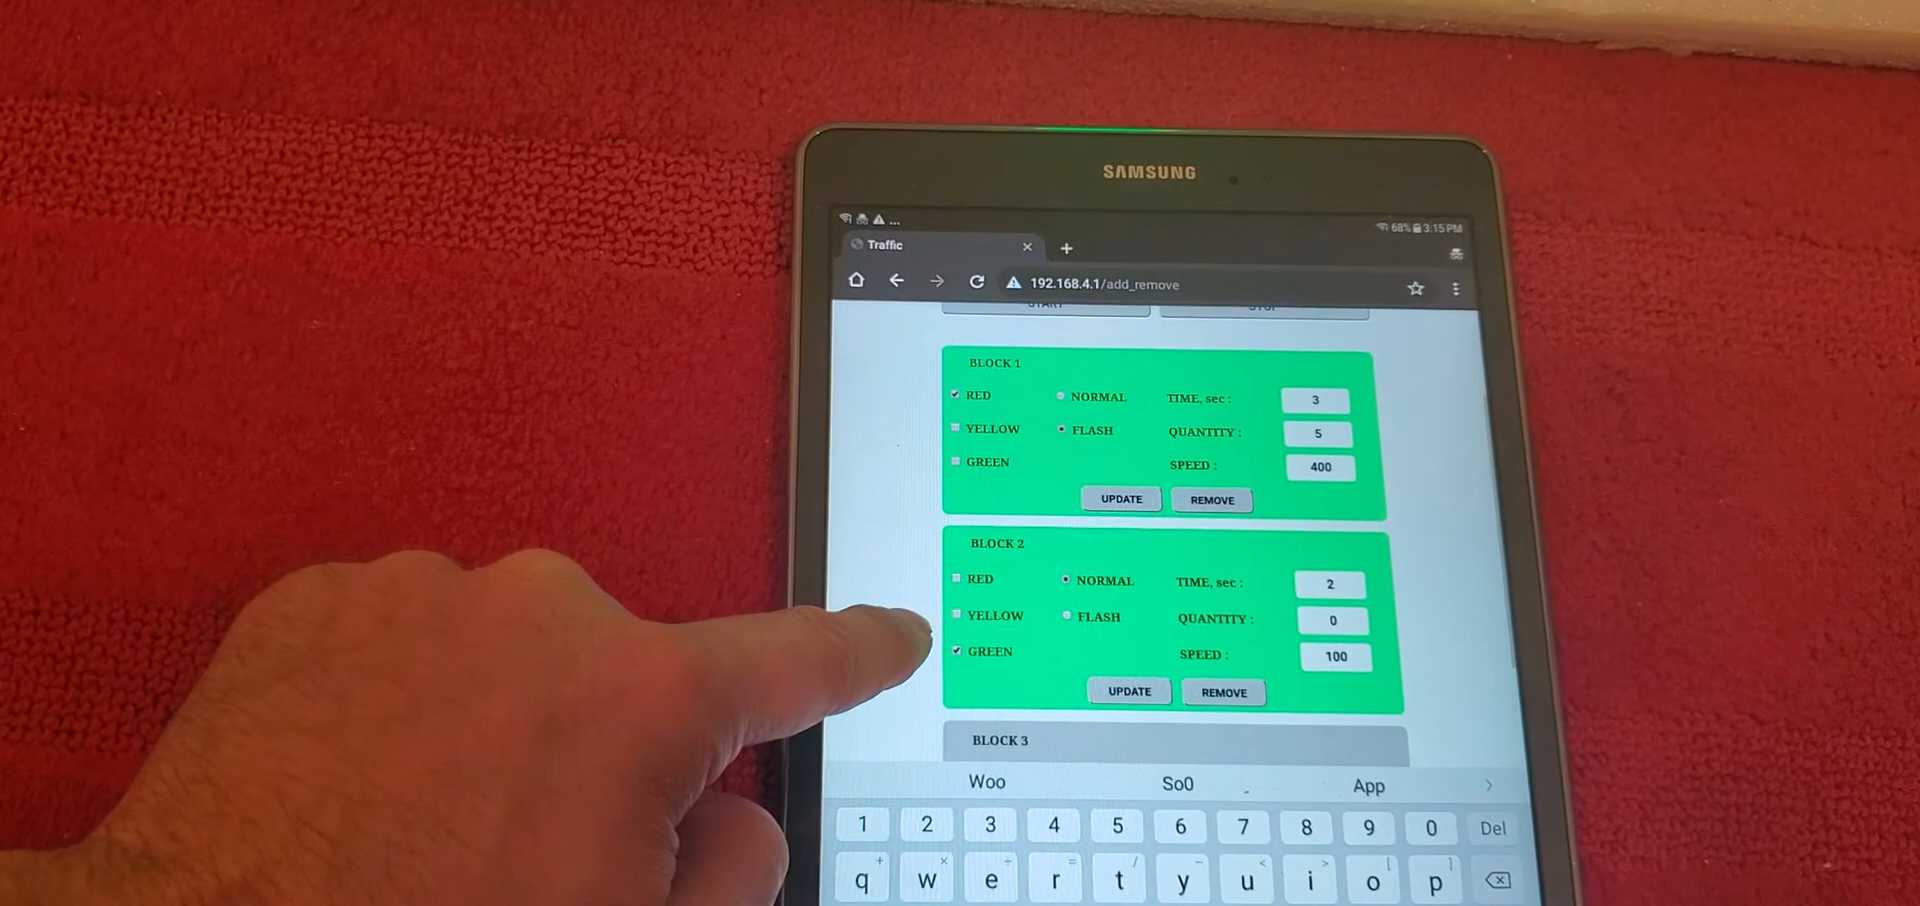 SAMSUNG
... 68% 3:15 PM
Traffic
192.168.4.1/add_remove
START STOP
BLOCK 1
RED NORMAL TIME, sec : 3
YELLOW FLASH QUANTITY : 5
GREEN SPEED : 400
UPDATE REMOVE
BLOCK 2
RED NORMAL TIME, sec : 2
YELLOW FLASH QUANTITY : 0
GREEN SPEED : 100
UPDATE REMOVE
BLOCK 3
Woo So0 App
1 2 3 4 5 6 7 8 9 0 Del
+ × ÷ = / _ < > [ ]
q w e r t y u i o p